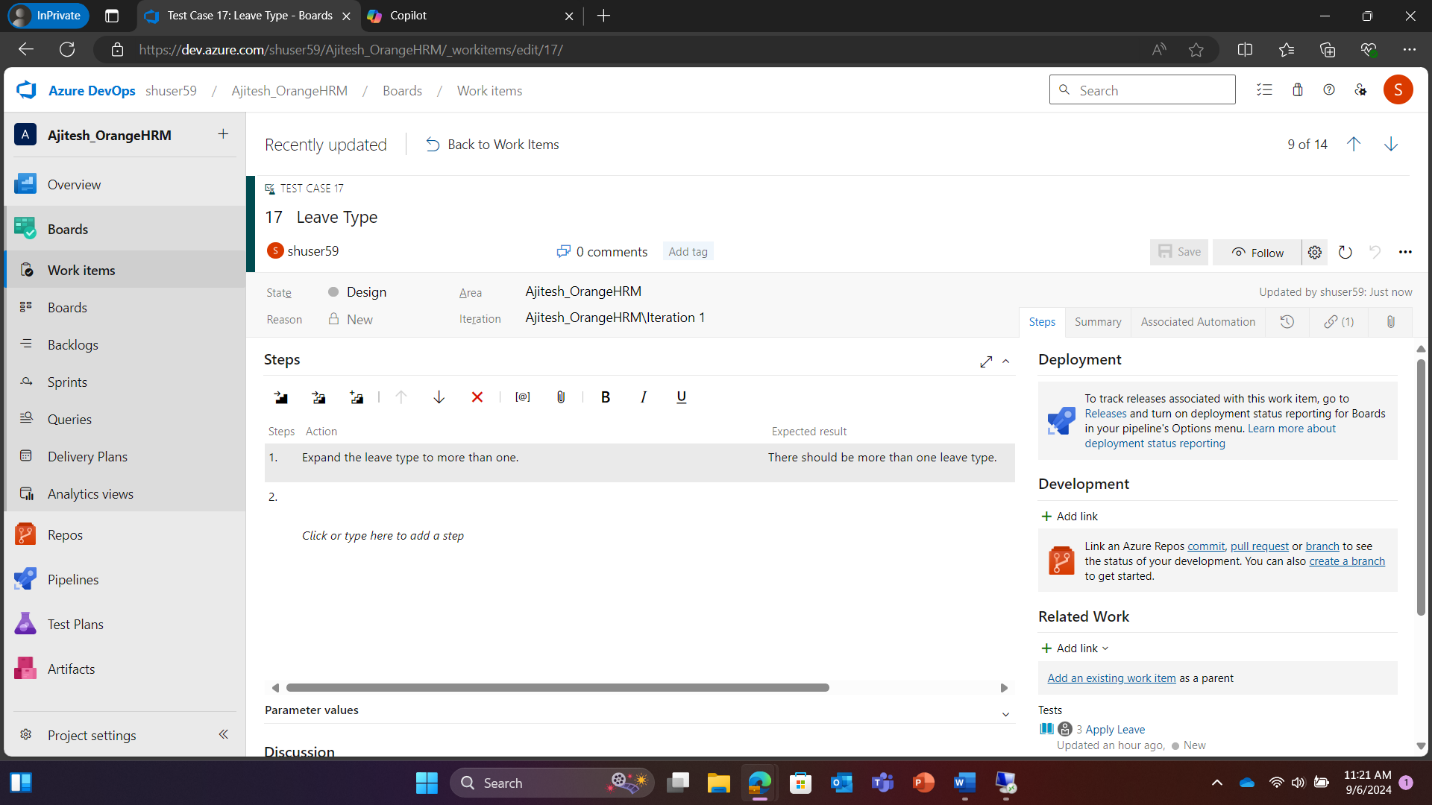 InPrivate
Test Case 17: Leave Type - Boards
Copilot
https://dev.azure.com/shuser59/Ajitesh_OrangeHRM/_workitems/edit/17/
Azure DevOps shuser59 / Ajitesh_OrangeHRM / Boards / Work items
Search
S
A Ajitesh_OrangeHRM
Overview
Boards
Work items
Boards
Backlogs
Sprints
Queries
Delivery Plans
Analytics views
Repos
Pipelines
Test Plans
Artifacts
Project settings
Recently updated
Back to Work Items
9 of 14
TEST CASE 17
17 Leave Type
S shuser59
0 comments
Add tag
Save
Follow
State Design
Area Ajitesh_OrangeHRM
Updated by shuser59: Just now
Reason New
Iteration Ajitesh_OrangeHRM\Iteration 1
Steps
Summary
Associated Automation
(1)
Steps
[@]
B I U
Steps Action Expected result
1. Expand the leave type to more than one. There should be more than one leave type.
2.
Click or type here to add a step
Parameter values
Discussion
Deployment
To track releases associated with this work item, go to
Releases and turn on deployment status reporting for Boards
in your pipeline's Options menu. Learn more about
deployment status reporting
Development
Add link
Link an Azure Repos commit, pull request or branch to see
the status of your development. You can also create a branch
to get started.
Related Work
Add link
Add an existing work item as a parent
Tests
3 Apply Leave
Updated an hour ago, New
Search
11:21 AM
9/6/2024
1